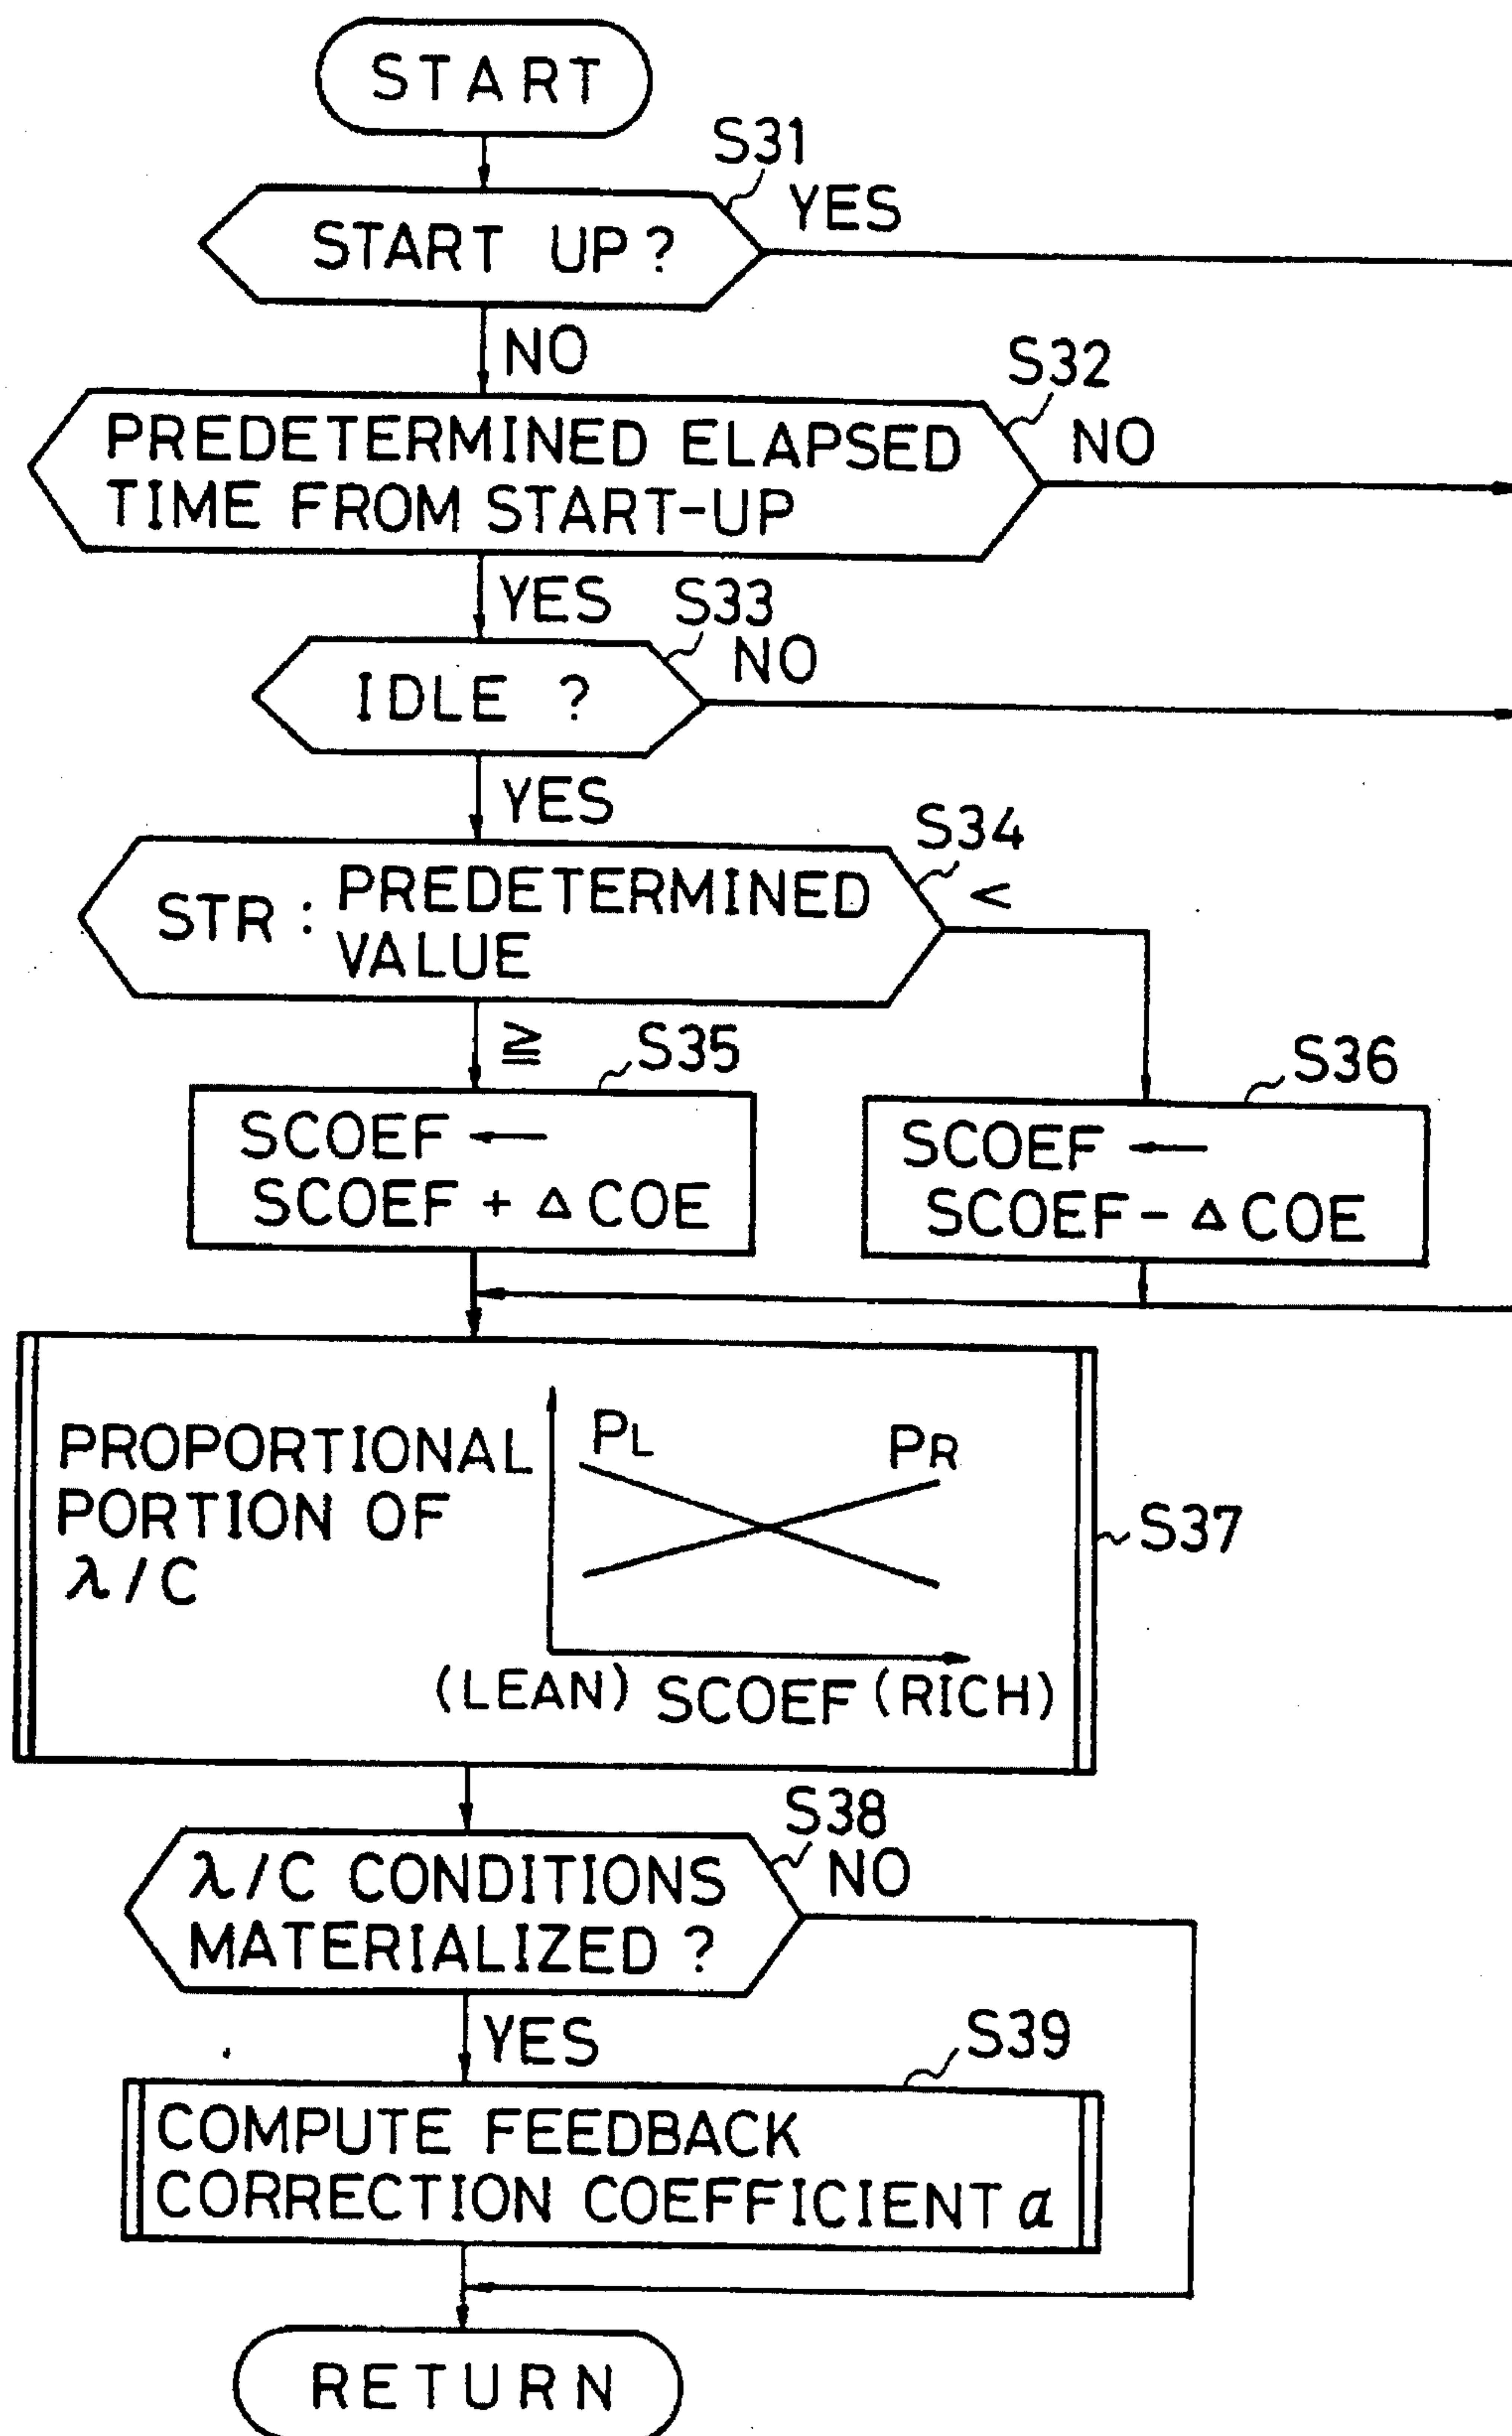 START
S31
YES
START UP?
NO
S32
NO
PREDETERMINED ELAPSED
TIME FROM START-UP
YES
S33
NO
IDLE ?
YES
S34
<
STR : PREDETERMINED
VALUE
≧
S35
S36
SCOEF ←
SCOEF + Δ COE
SCOEF ←
SCOEF - Δ COE
PL
PR
PROPORTIONAL
PORTION OF
λ/C
S37
(LEAN) SCOEF (RICH)
S38
NO
λ/C CONDITIONS
MATERIALIZED ?
YES
S39
COMPUTE FEEDBACK
CORRECTION COEFFICIENT α
RETURN